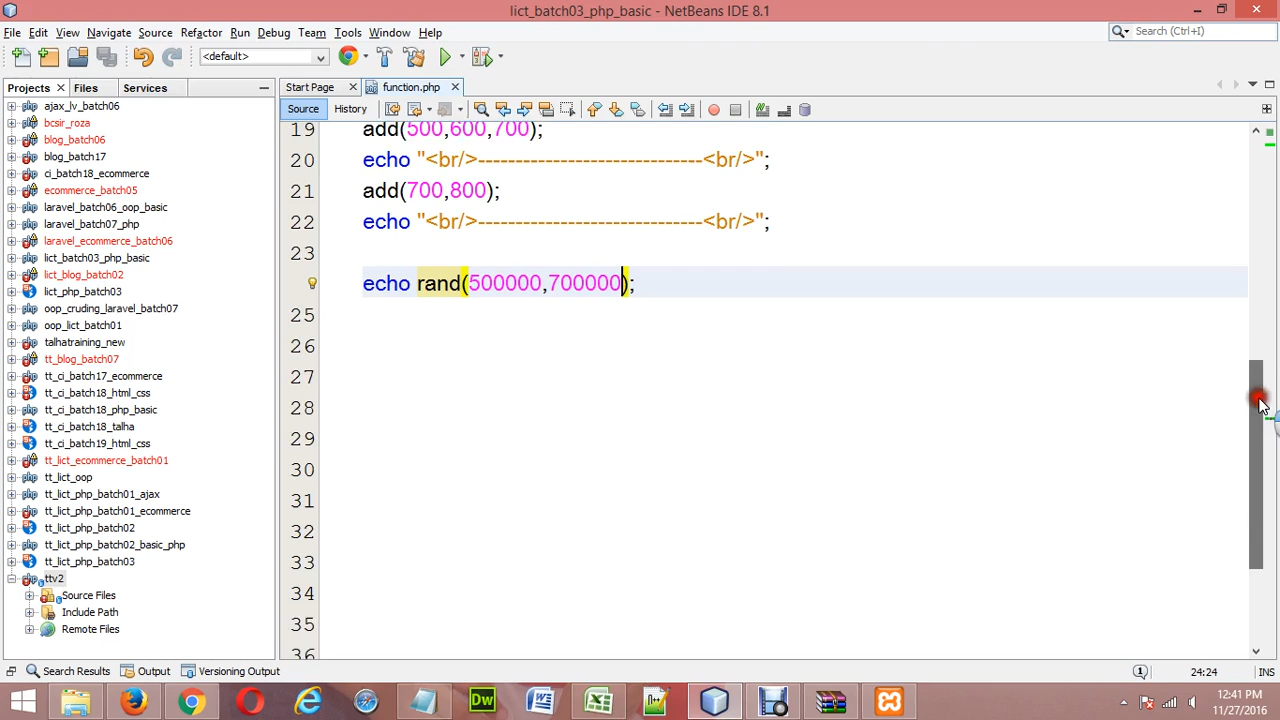 lict_batch03_php_basic - NetBeans IDE 8.1
File Edit View Navigate Source Refactor Run Debug Team Tools Window Help
Search (Ctrl+I)
<default>
Projects Files Services
Start Page function.php
Source History
ajax_lv_batch06
bcsir_roza
blog_batch06
blog_batch17
ci_batch18_ecommerce
ecommerce_batch05
laravel_batch06_oop_basic
laravel_batch07_php
laravel_ecommerce_batch06
lict_batch03_php_basic
lict_blog_batch02
lict_php_batch03
oop_cruding_laravel_batch07
oop_lict_batch01
talhatraining_new
tt_blog_batch07
tt_ci_batch17_ecommerce
tt_ci_batch18_html_css
tt_ci_batch18_php_basic
tt_ci_batch18_talha
tt_ci_batch19_html_css
tt_lict_ecommerce_batch01
tt_lict_oop
tt_lict_php_batch01_ajax
tt_lict_php_batch01_ecommerce
tt_lict_php_batch02
tt_lict_php_batch02_basic_php
tt_lict_php_batch03
ttv2
Source Files
Include Path
Remote Files
19 add(500,600,700);
20 echo "<br/>-----------------------------<br/>";
21 add(700,800);
22 echo "<br/>-----------------------------<br/>";
23
echo rand(500000,700000);
25
26
27
28
29
30
31
32
33
34
35
36
Search Results Output Versioning Output
24:24 INS
12:41 PM
11/27/2016